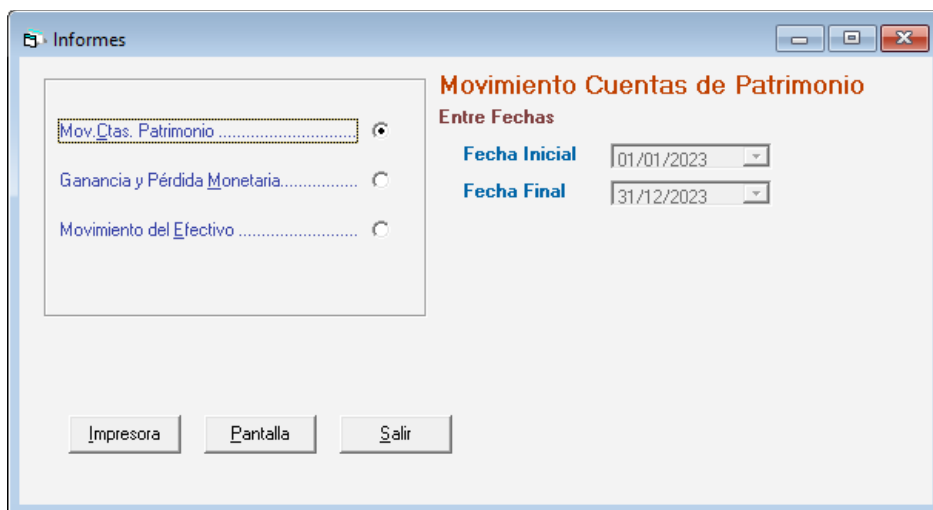 Informes
Mov.Ctas. Patrimonio ..............................
Ganancia y Pérdida Monetaria.................
Movimiento del Efectivo ..........................
Movimiento Cuentas de Patrimonio
Entre Fechas
Fecha Inicial 01/01/2023
Fecha Final 31/12/2023
Impresora Pantalla Salir